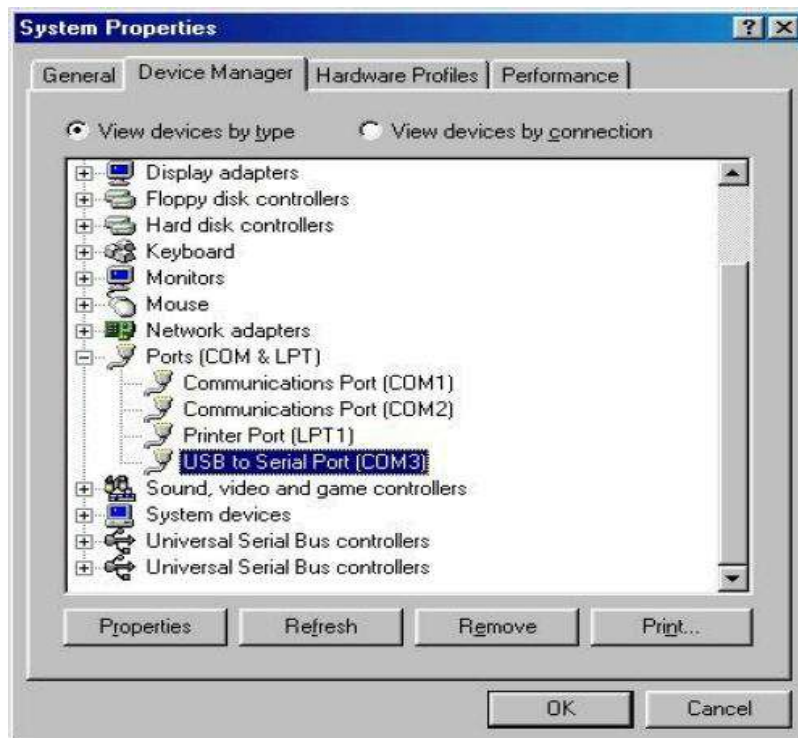 System Properties
General Device Manager Hardware Profiles Performance
View devices by type View devices by connection
Display adapters
Floppy disk controllers
Hard disk controllers
Keyboard
Monitors
Mouse
Network adapters
Ports (COM & LPT)
Communications Port (COM1)
Communications Port (COM2)
Printer Port (LPT1)
USB to Serial Port (COM3)
Sound, video and game controllers
System devices
Universal Serial Bus controllers
Universal Serial Bus controllers
Properties Refresh Remove Print...
OK Cancel